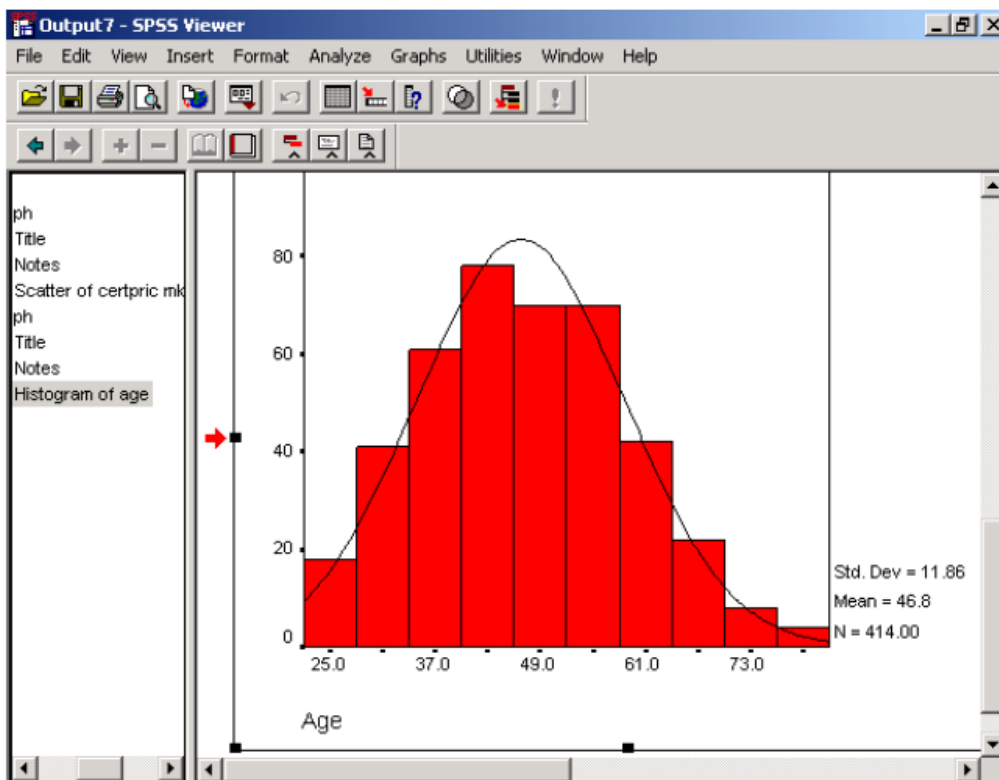 SPSS
Output7 - SPSS Viewer
File Edit View Insert Format Analyze Graphs Utilities Window Help
ph
Title
Notes
Scatter of certpric mk
ph
Title
Notes
Histogram of age
80
60
40
20
0
25.0 37.0 49.0 61.0 73.0
Age
Std. Dev = 11.86
Mean = 46.8
N = 414.00